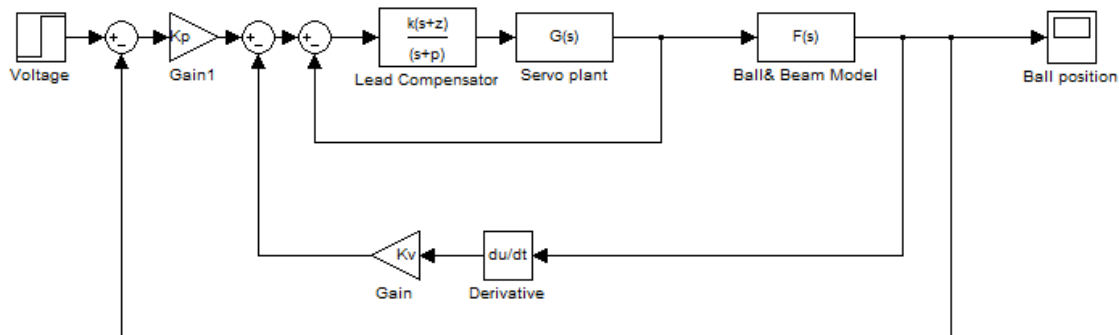 Voltage
Kp
Gain1
k(s+z)
(s+p)
Lead Compensator
G(s)
Servo plant
F(s)
Ball& Beam Model
Ball position
Kv
Gain
du/dt
Derivative